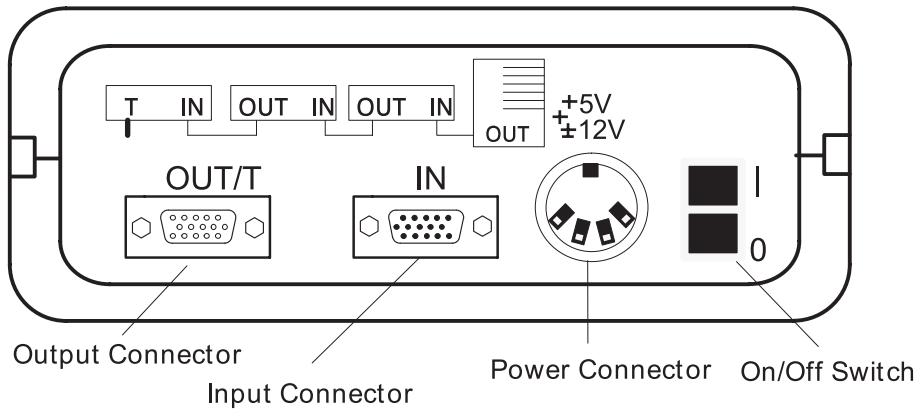 T IN OUT IN OUT IN OUT
+5V
+
±12V
OUT/T IN
I
0
Output Connector
Input Connector
Power Connector
On/Off Switch